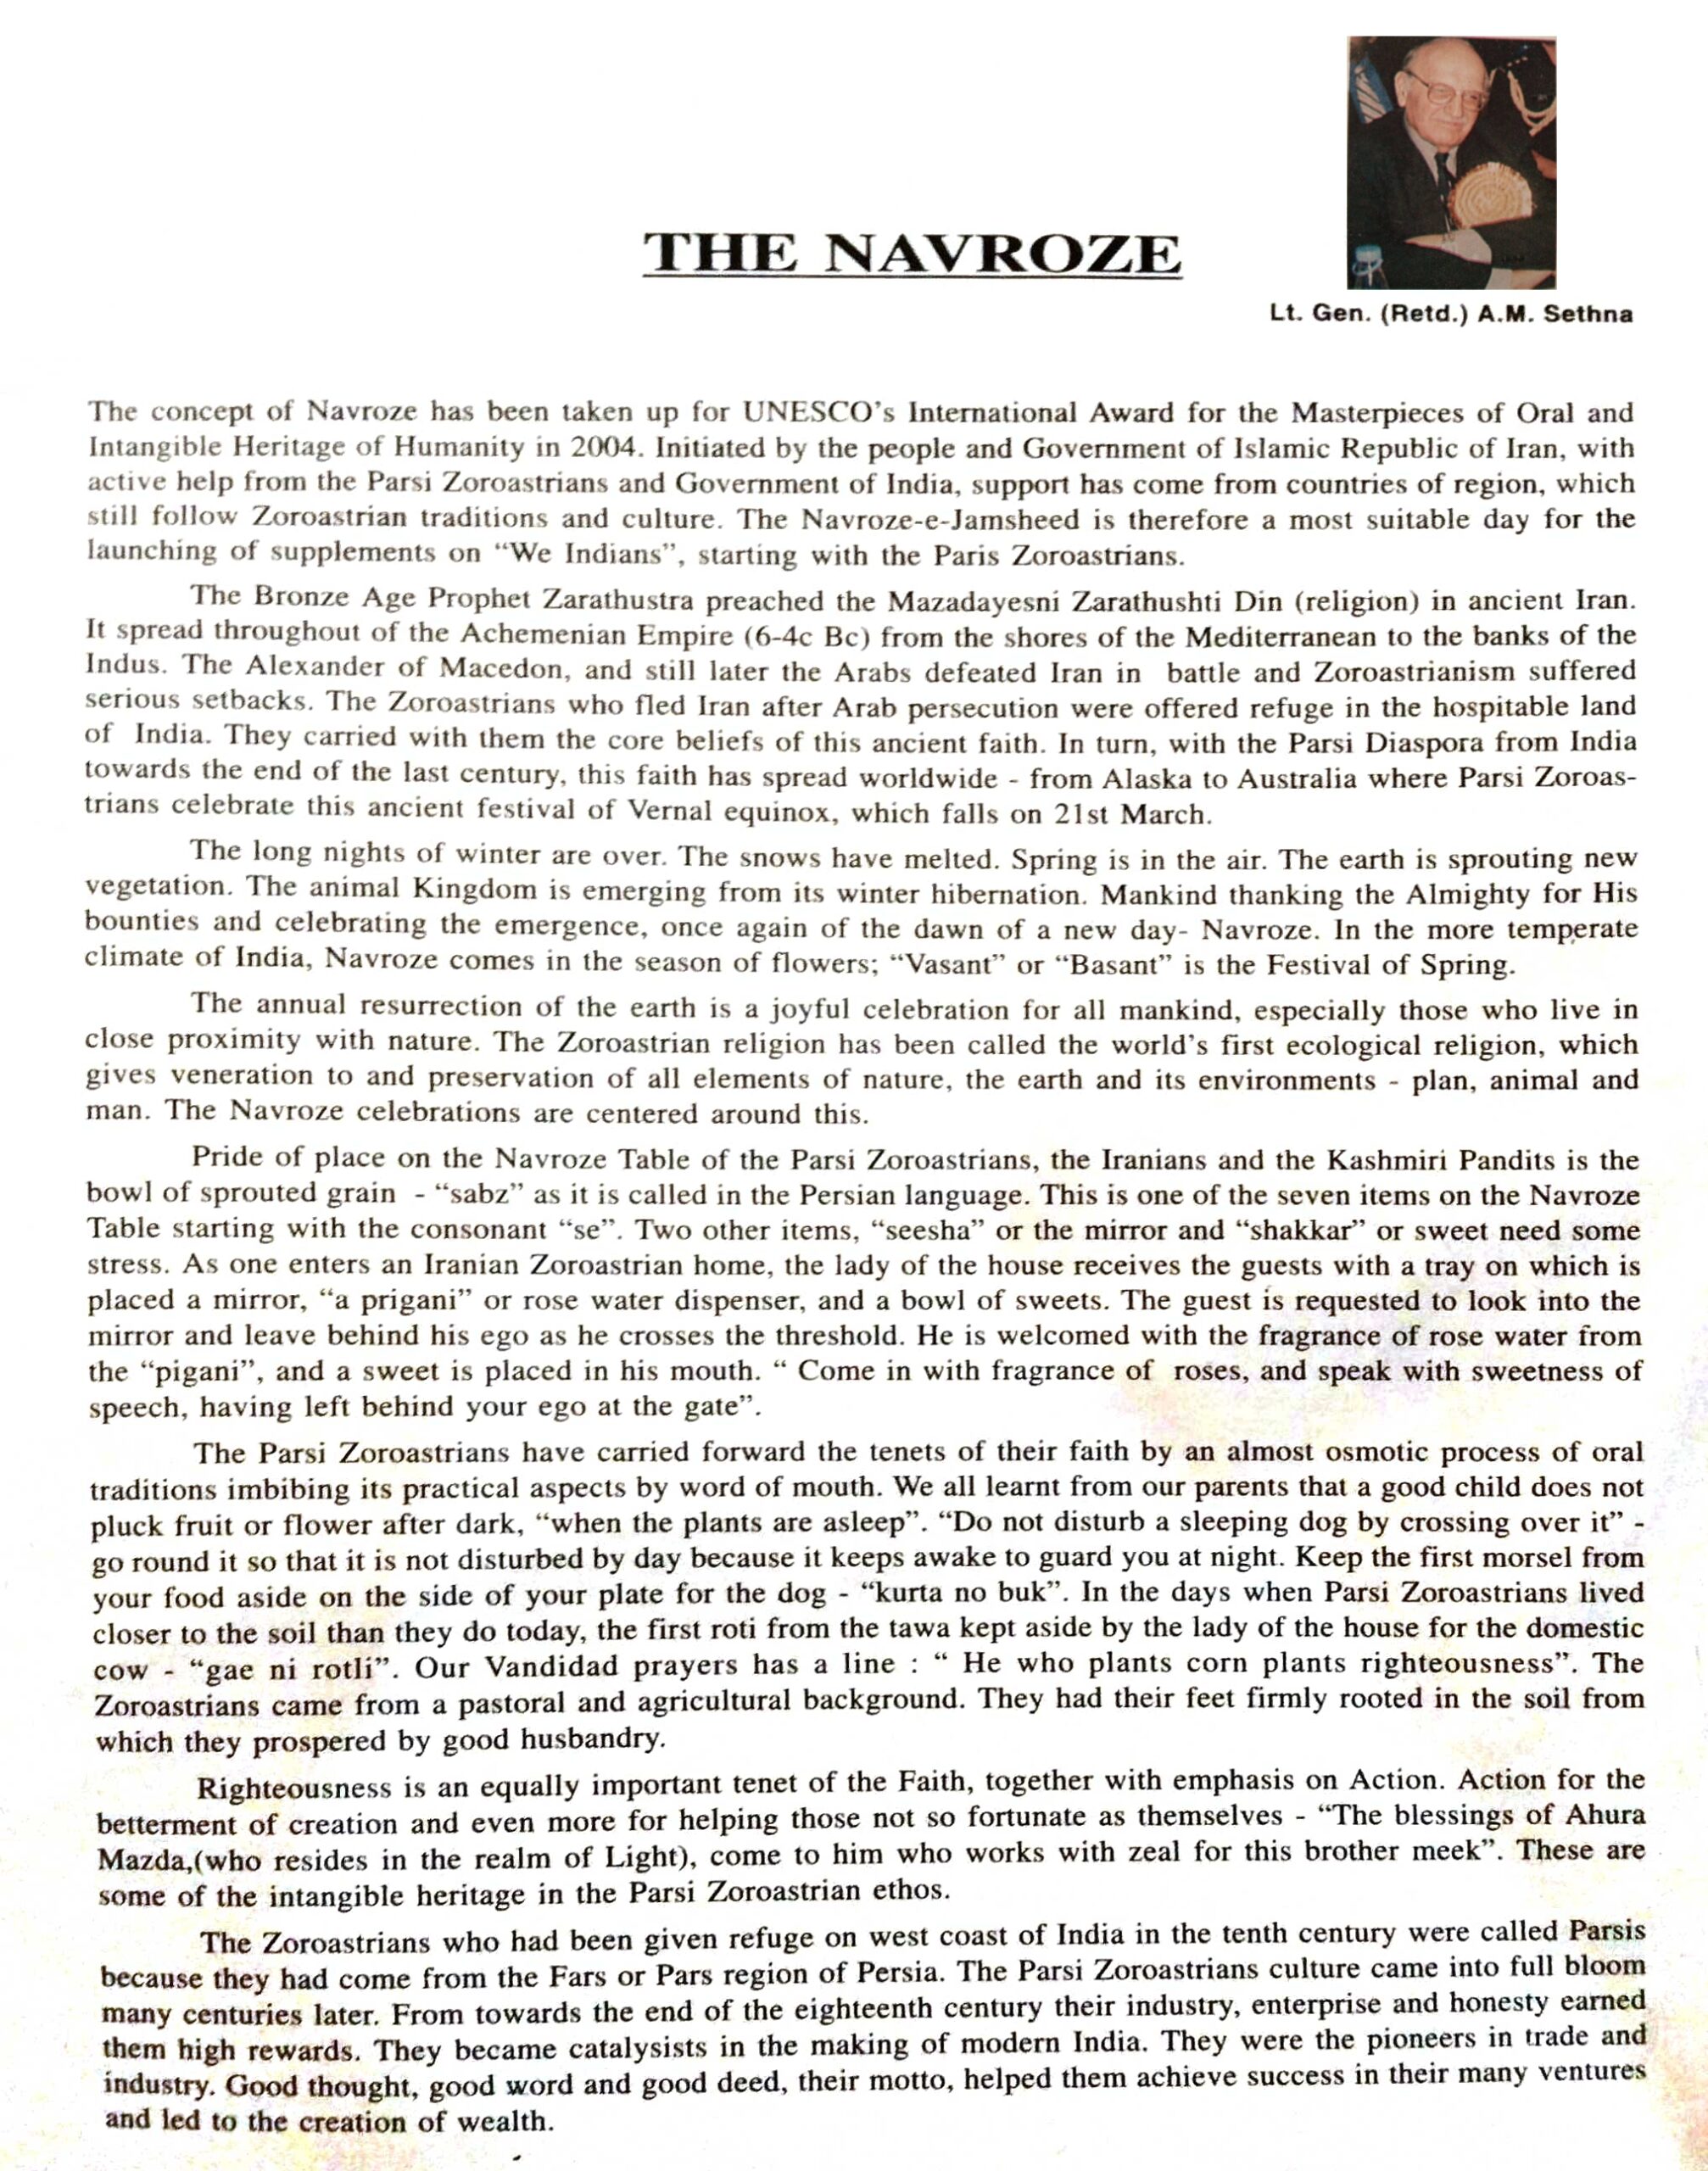 THE NAVROZE
Lt. Gen. (Retd.) A.M. Sethna
The concept of Navroze has been taken up for UNESCO's International Award for the Masterpieces of Oral and
Intangible Heritage of Humanity in 2004. Initiated by the people and Government of Islamic Republic of Iran, with
active help from the Parsi Zoroastrians and Government of India, support has come from countries of region, which
still follow Zoroastrian traditions and culture. The Navroze-e-Jamsheed is therefore a most suitable day for the
launching of supplements on “We Indians”, starting with the Paris Zoroastrians.
The Bronze Age Prophet Zarathustra preached the Mazadayesni Zarathushti Din (religion) in ancient Iran.
It spread throughout of the Achemenian Empire (6-4c Bc) from the shores of the Mediterranean to the banks of the
Indus. The Alexander of Macedon, and still later the Arabs defeated Iran in battle and Zoroastrianism suffered
serious setbacks. The Zoroastrians who fled Iran after Arab persecution were offered refuge in the hospitable land
of India. They carried with them the core beliefs of this ancient faith. In turn, with the Parsi Diaspora from India
towards the end of the last century, this faith has spread worldwide - from Alaska to Australia where Parsi Zoroas-
trians celebrate this ancient festival of Vernal equinox, which falls on 21st March.
The long nights of winter are over. The snows have melted. Spring is in the air. The earth is sprouting new
vegetation. The animal Kingdom is emerging from its winter hibernation. Mankind thanking the Almighty for His
bounties and celebrating the emergence, once again of the dawn of a new day- Navroze. In the more temperate
climate of India, Navroze comes in the season of flowers; “Vasant” or “Basant” is the Festival of Spring.
The annual resurrection of the earth is a joyful celebration for all mankind, especially those who live in
close proximity with nature. The Zoroastrian religion has been called the world's first ecological religion, which
gives veneration to and preservation of all elements of nature, the earth and its environments - plan, animal and
man. The Navroze celebrations are centered around this.
Pride of place on the Navroze Table of the Parsi Zoroastrians, the Iranians and the Kashmiri Pandits is the
bowl of sprouted grain - “sabz” as it is called in the Persian language. This is one of the seven items on the Navroze
Table starting with the consonant “se”. Two other items, “seesha” or the mirror and “shakkar” or sweet need some
stress. As one enters an Iranian Zoroastrian home, the lady of the house receives the guests with a tray on which is
placed a mirror, “a prigani” or rose water dispenser, and a bowl of sweets. The guest is requested to look into the
mirror and leave behind his ego as he crosses the threshold. He is welcomed with the fragrance of rose water from
the “pigani”, and a sweet is placed in his mouth. “ Come in with fragrance of roses, and speak with sweetness of
speech, having left behind your ego at the gate”.
The Parsi Zoroastrians have carried forward the tenets of their faith by an almost osmotic process of oral
traditions imbibing its practical aspects by word of mouth. We all learnt from our parents that a good child does not
pluck fruit or flower after dark, “when the plants are asleep”. “Do not disturb a sleeping dog by crossing over it” -
go round it so that it is not disturbed by day because it keeps awake to guard you at night. Keep the first morsel from
your food aside on the side of your plate for the dog - “kurta no buk”. In the days when Parsi Zoroastrians lived
closer to the soil than they do today, the first roti from the tawa kept aside by the lady of the house for the domestic
cow - “gae ni rotli”. Our Vandidad prayers has a line : “ He who plants corn plants righteousness”. The
Zoroastrians came from a pastoral and agricultural background. They had their feet firmly rooted in the soil from
which they prospered by good husbandry.
Righteousness is an equally important tenet of the Faith, together with emphasis on Action. Action for the
betterment of creation and even more for helping those not so fortunate as themselves - “The blessings of Ahura
Mazda,(who resides in the realm of Light), come to him who works with zeal for this brother meek”. These are
some of the intangible heritage in the Parsi Zoroastrian ethos.
The Zoroastrians who had been given refuge on west coast of India in the tenth century were called Parsis
because they had come from the Fars or Pars region of Persia. The Parsi Zoroastrians culture came into full bloom
many centuries later. From towards the end of the eighteenth century their industry, enterprise and honesty earned
them high rewards. They became catalysists in the making of modern India. They were the pioneers in trade and
industry. Good thought, good word and good deed, their motto, helped them achieve success in their many ventures
and led to the creation of wealth.